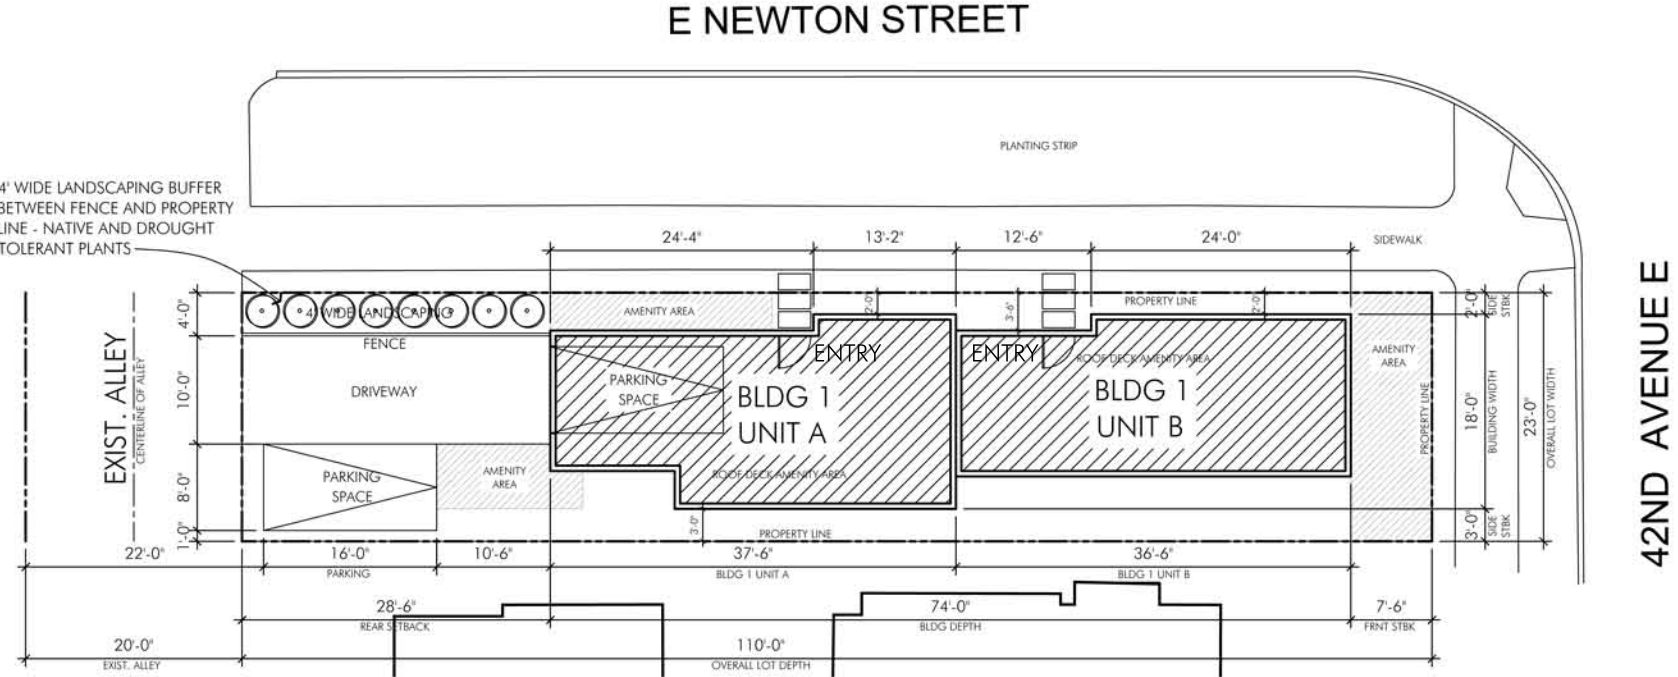 E NEWTON STREET
PLANTING STRIP
4' WIDE LANDSCAPING BUFFER
BETWEEN FENCE AND PROPERTY
LINE - NATIVE AND DROUGHT
TOLERANT PLANTS
24'-4"
13'-2"
12'-6"
24'-0"
SIDEWALK
4'-0"
4' WIDE LANDSCAPING
AMENITY AREA
2'-0"
3'-6"
PROPERTY LINE
2'-0"
2'-0"
SIDE
STBK
FENCE
EXIST. ALLEY
CENTERLINE OF ALLEY
10'-0"
DRIVEWAY
PARKING
SPACE
ENTRY
BLDG 1
UNIT A
ROOF DECK AMENITY AREA
ENTRY
ROOF DECK AMENITY AREA
BLDG 1
UNIT B
AMENITY
AREA
PROPERTY LINE
18'-0"
BUILDING WIDTH
23'-0"
OVERALL LOT WIDTH
42ND AVENUE E
8'-0"
PARKING
SPACE
AMENITY
AREA
1'-0"
3'-0"
PROPERTY LINE
3'-0"
SIDE
STBK
22'-0"
16'-0"
PARKING
10'-6"
37'-6"
BLDG 1 UNIT A
36'-6"
BLDG 1 UNIT B
28'-6"
REAR SETBACK
74'-0"
BLDG DEPTH
7'-6"
FRNT STBK
20'-0"
EXIST. ALLEY
110'-0"
OVERALL LOT DEPTH